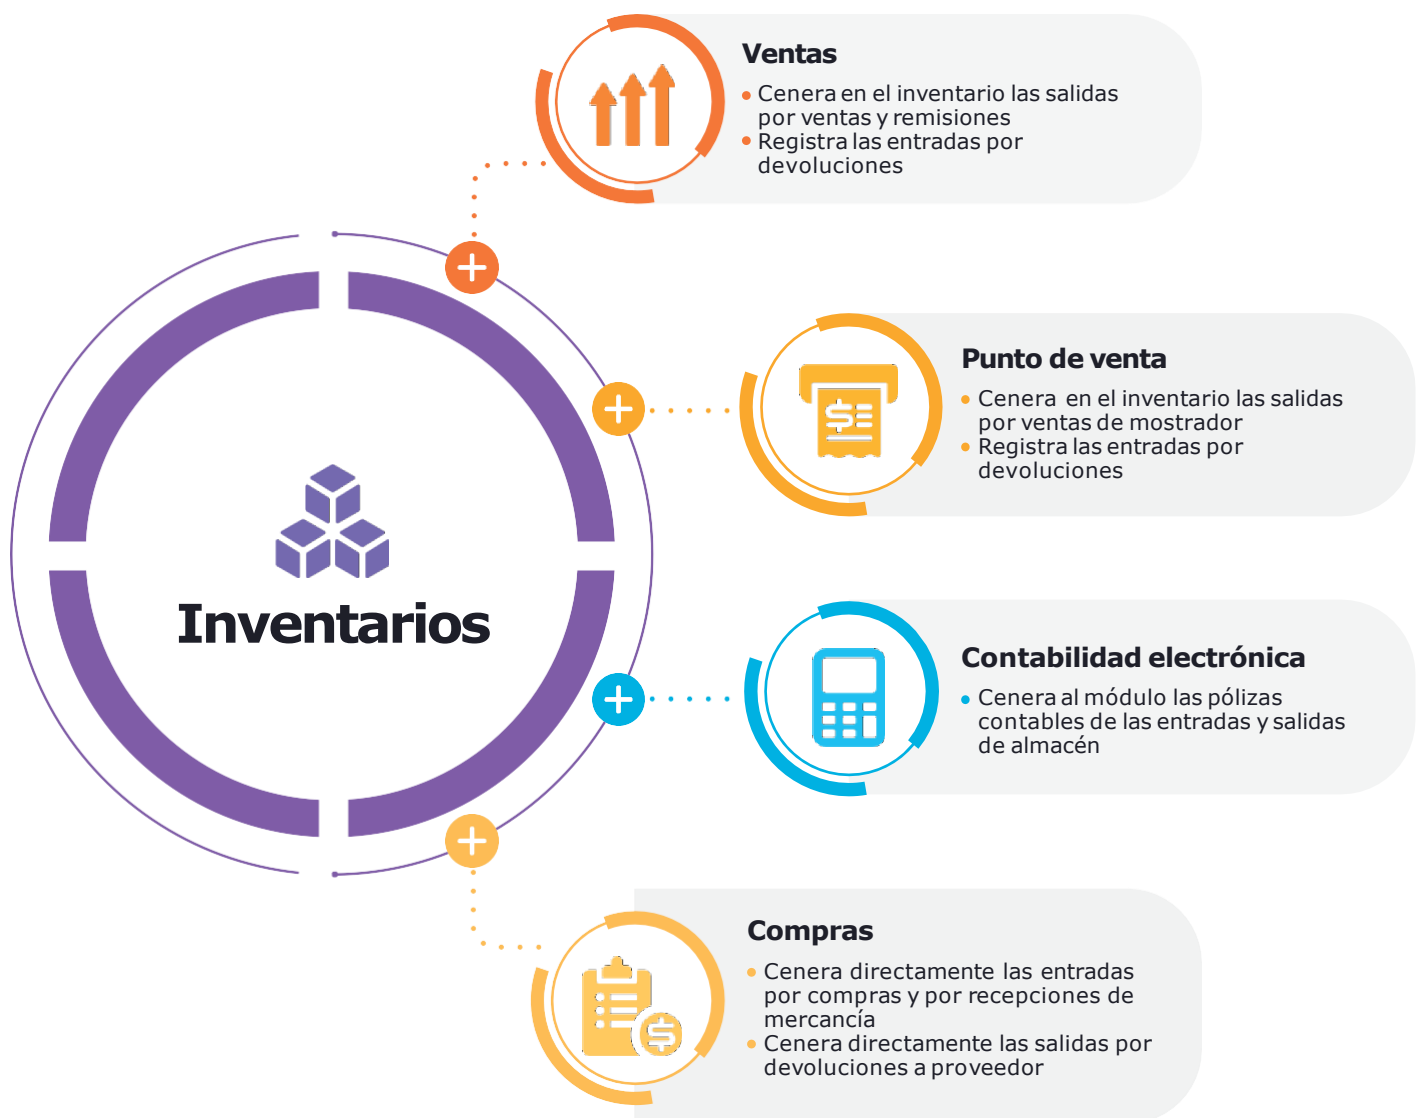 Ventas
Cenera en el inventario las salidas
por ventas y remisiones
Registra las entradas por
devoluciones
Punto de venta
Cenera en el inventario las salidas
por ventas de mostrador
Registra las entradas por
devoluciones
Inventarios
Contabilidad electrónica
Cenera al módulo las pólizas
contables de las entradas y salidas
de almacén
Compras
Cenera directamente las entradas
por compras y por recepciones de
mercancía
Cenera directamente las salidas por
devoluciones a proveedor